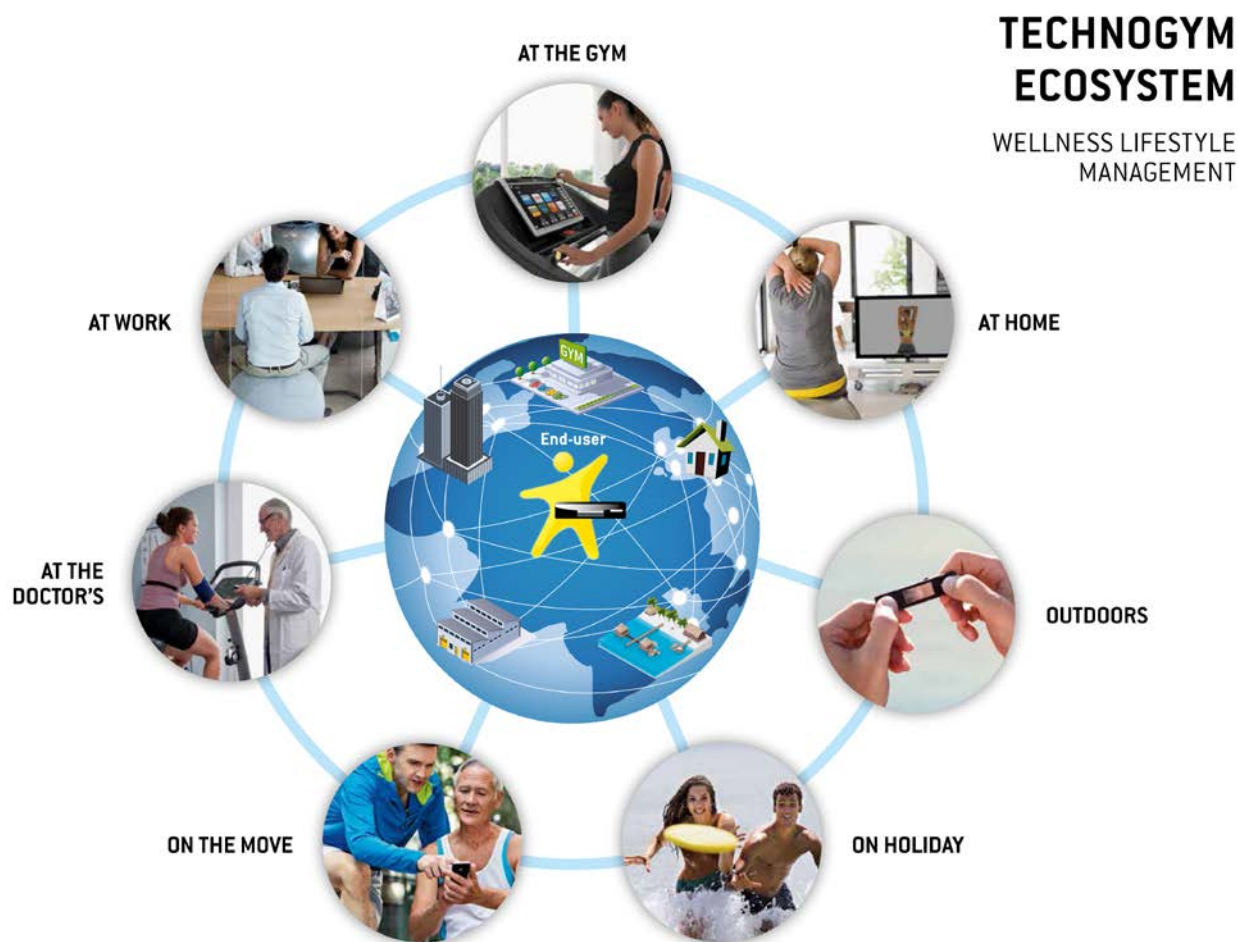 TECHNOGYM
ECOSYSTEM
WELLNESS LIFESTYLE
MANAGEMENT
AT THE GYM
AT WORK
AT HOME
GYM
End-user
AT THE
DOCTOR'S
OUTDOORS
ON THE MOVE
ON HOLIDAY